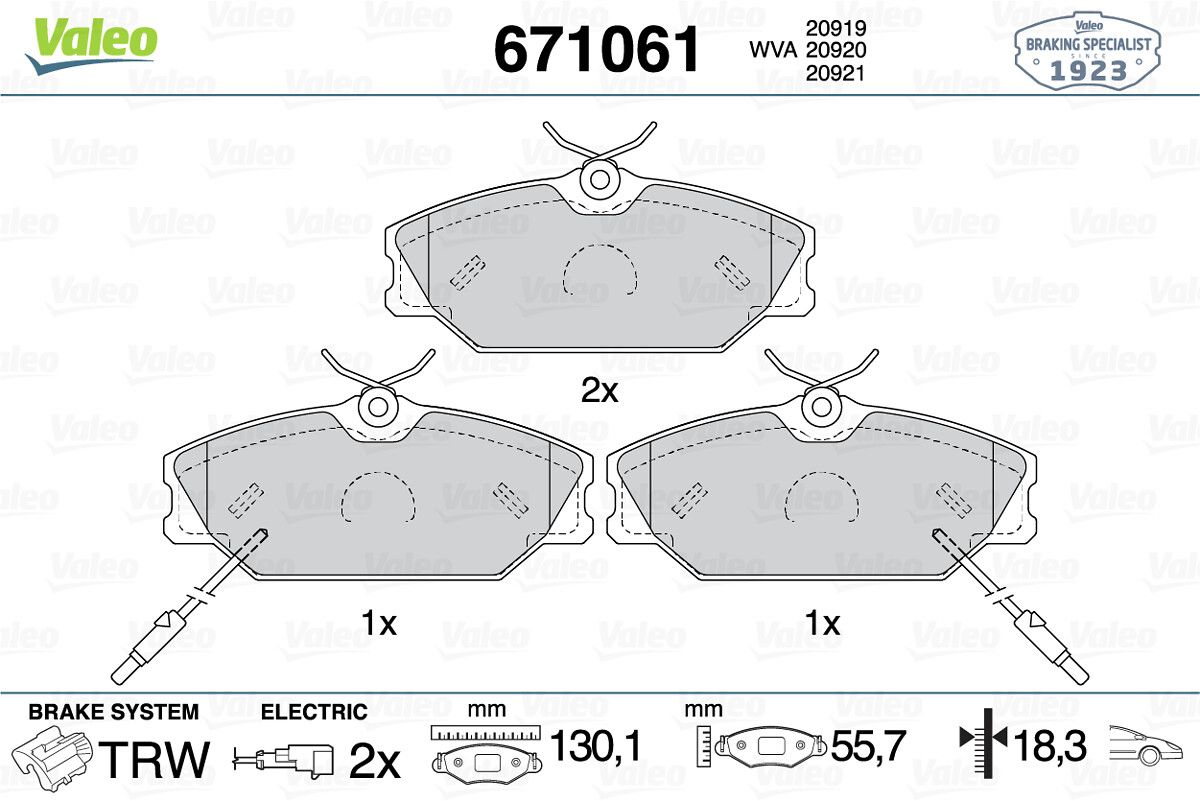 Valeo
671061
WVA 20919
20920
20921
Valeo
BRAKING SPECIALIST
SINCE
1923
2x
1x
1x
BRAKE SYSTEM
TRW
ELECTRIC
2x
mm
130,1
mm
55,7
18,3